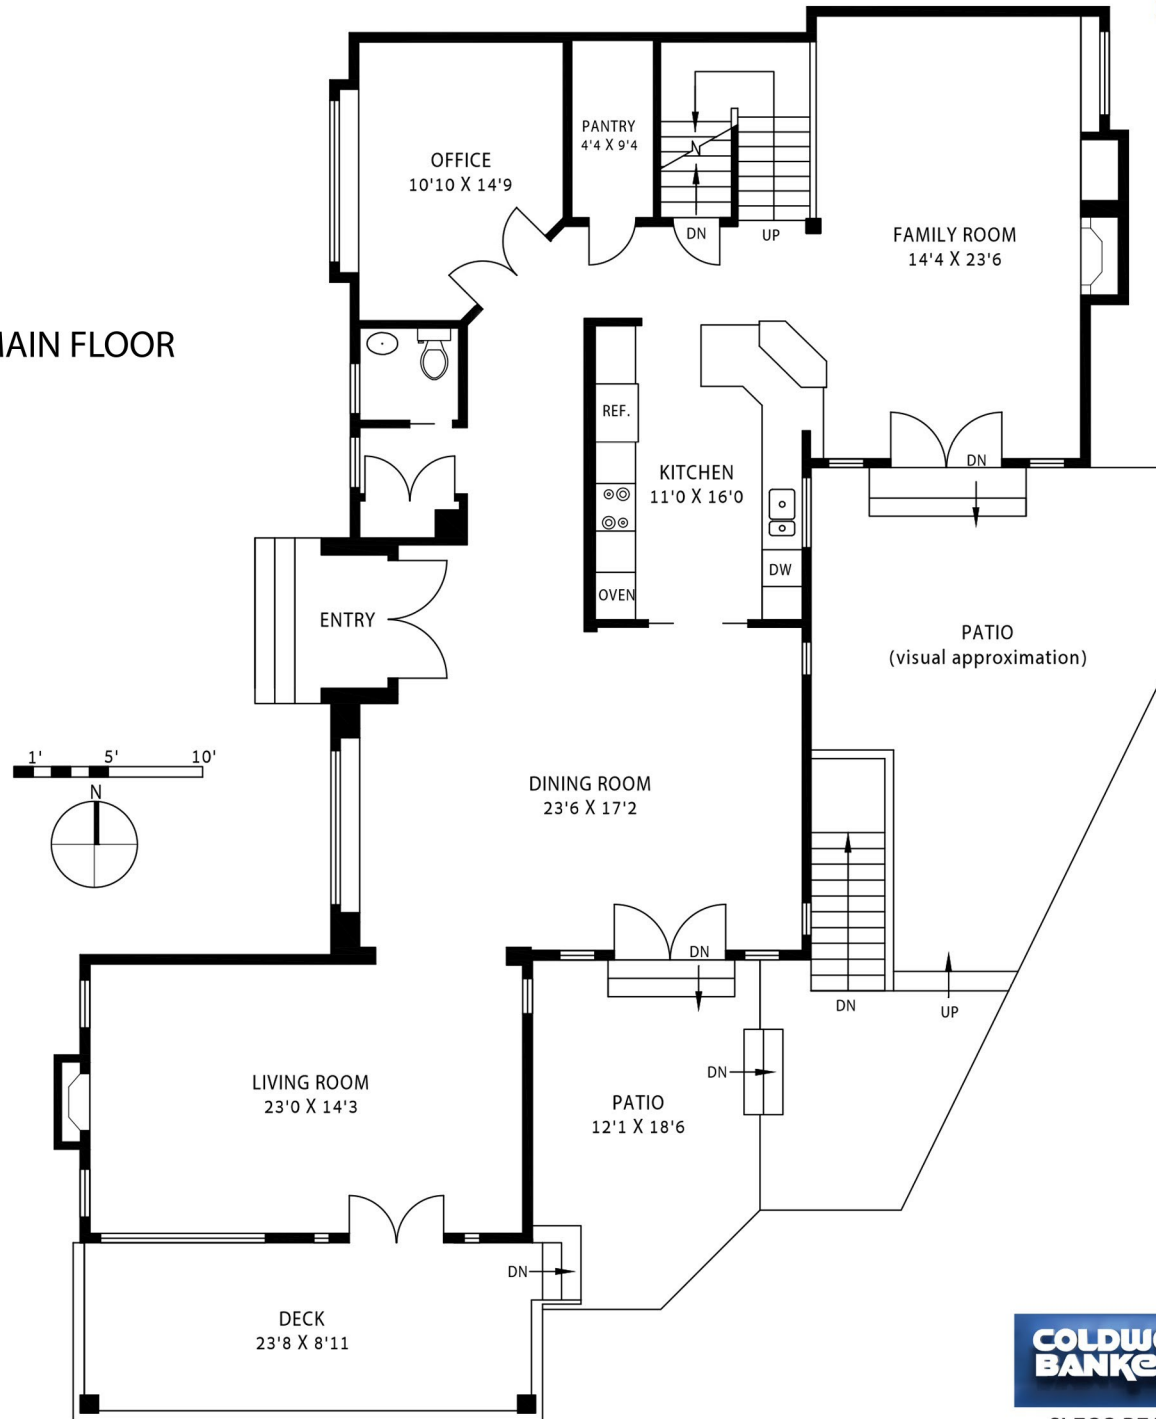 PANTRY
4'4 X 9'4
OFFICE
10'10 X 14'9
N
DN
UP
FAMILY ROOM
14'4 X 23'6
MAIN FLOOR
REF.
KITCHEN
11'0 X 16'0
DN
OVEN
DW
ENTRY
PATIO
(visual approximation)
1' 5' 10'
N
DINING ROOM
23'6 X 17'2
DN
DN
UP
LIVING ROOM
23'0 X 14'3
DN
PATIO
12'1 X 18'6
DN
DECK
23'8 X 8'11
COLDW
BANKE